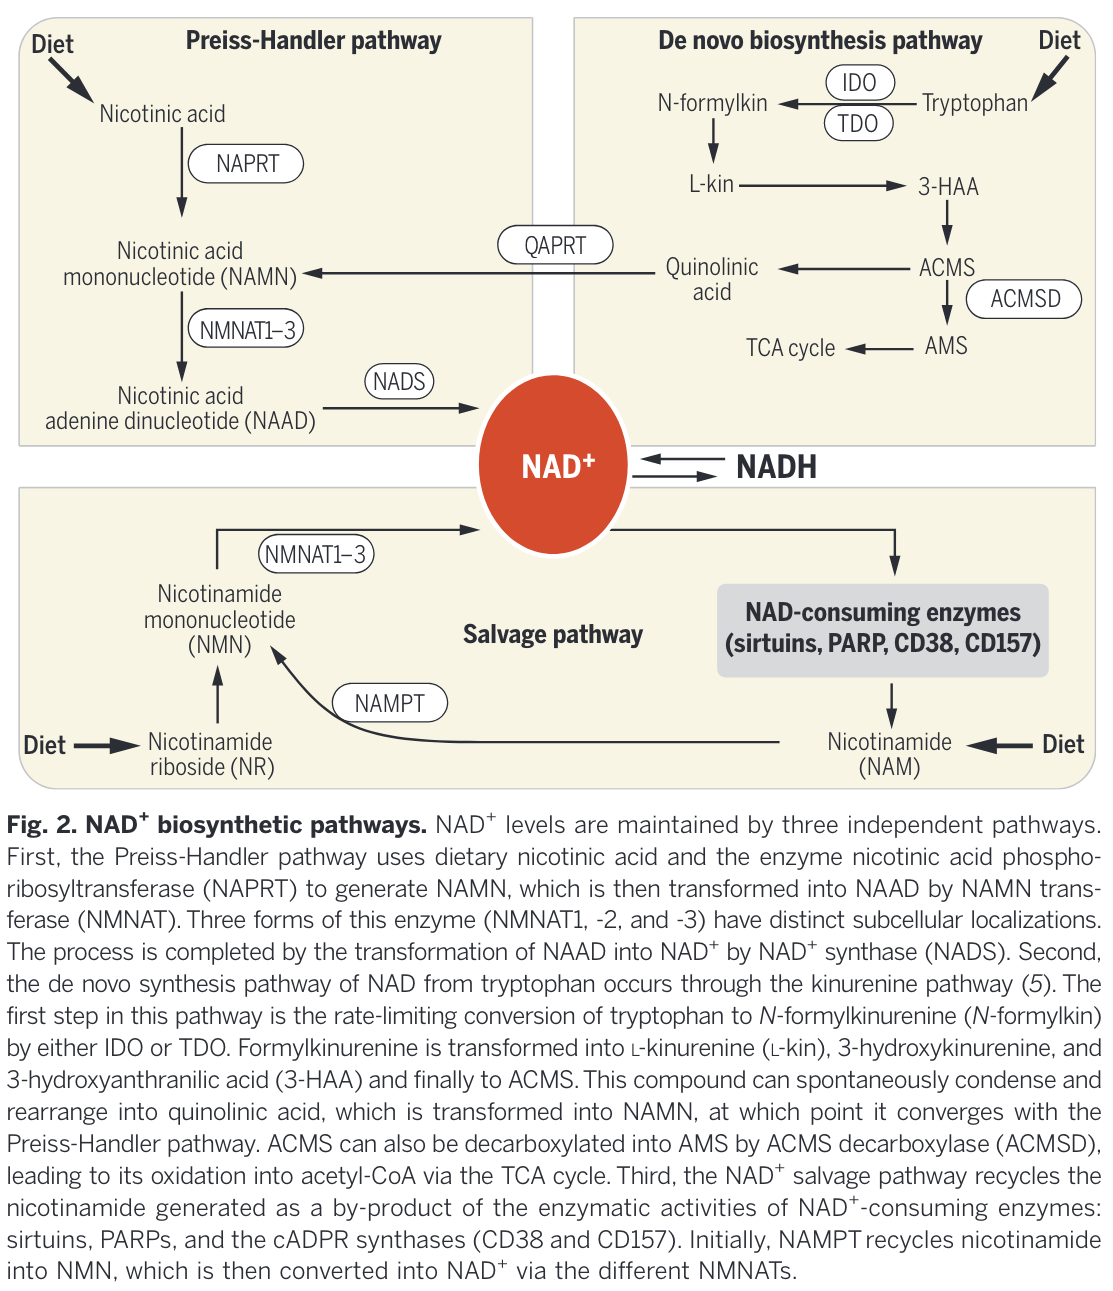 Diet
Preiss-Handler pathway
Nicotinic acid
NAPRT
Nicotinic acid
mononucleotide (NAMN)
NMNAT1–3
Nicotinic acid
adenine dinucleotide (NAAD)
NADS
De novo biosynthesis pathway
Diet
N-formylkin
IDO
TDO
Tryptophan
L-kin
3-HAA
QAPRT
Quinolinic
acid
ACMS
ACMSD
TCA cycle
AMS
NAD+
NADH
NMNAT1–3
Nicotinamide
mononucleotide
(NMN)
Salvage pathway
NAD-consuming enzymes
(sirtuins, PARP, CD38, CD157)
NAMPT
Diet
Nicotinamide
riboside (NR)
Nicotinamide
(NAM)
Diet
Fig. 2. NAD+ biosynthetic pathways. NAD+ levels are maintained by three independent pathways.
First, the Preiss-Handler pathway uses dietary nicotinic acid and the enzyme nicotinic acid phospho-
ribosyltransferase (NAPRT) to generate NAMN, which is then transformed into NAAD by NAMN trans-
ferase (NMNAT). Three forms of this enzyme (NMNAT1, -2, and -3) have distinct subcellular localizations.
The process is completed by the transformation of NAAD into NAD+ by NAD+ synthase (NADS). Second,
the de novo synthesis pathway of NAD from tryptophan occurs through the kinurenine pathway (5). The
first step in this pathway is the rate-limiting conversion of tryptophan to N-formylkinurenine (N-formylkin)
by either IDO or TDO. Formylkinurenine is transformed into L-kinurenine (L-kin), 3-hydroxykinurenine, and
3-hydroxyanthranilic acid (3-HAA) and finally to ACMS. This compound can spontaneously condense and
rearrange into quinolinic acid, which is transformed into NAMN, at which point it converges with the
Preiss-Handler pathway. ACMS can also be decarboxylated into AMS by ACMS decarboxylase (ACMSD),
leading to its oxidation into acetyl-CoA via the TCA cycle. Third, the NAD+ salvage pathway recycles the
nicotinamide generated as a by-product of the enzymatic activities of NAD+-consuming enzymes:
sirtuins, PARPs, and the cADPR synthases (CD38 and CD157). Initially, NAMPT recycles nicotinamide
into NMN, which is then converted into NAD+ via the different NMNATs.